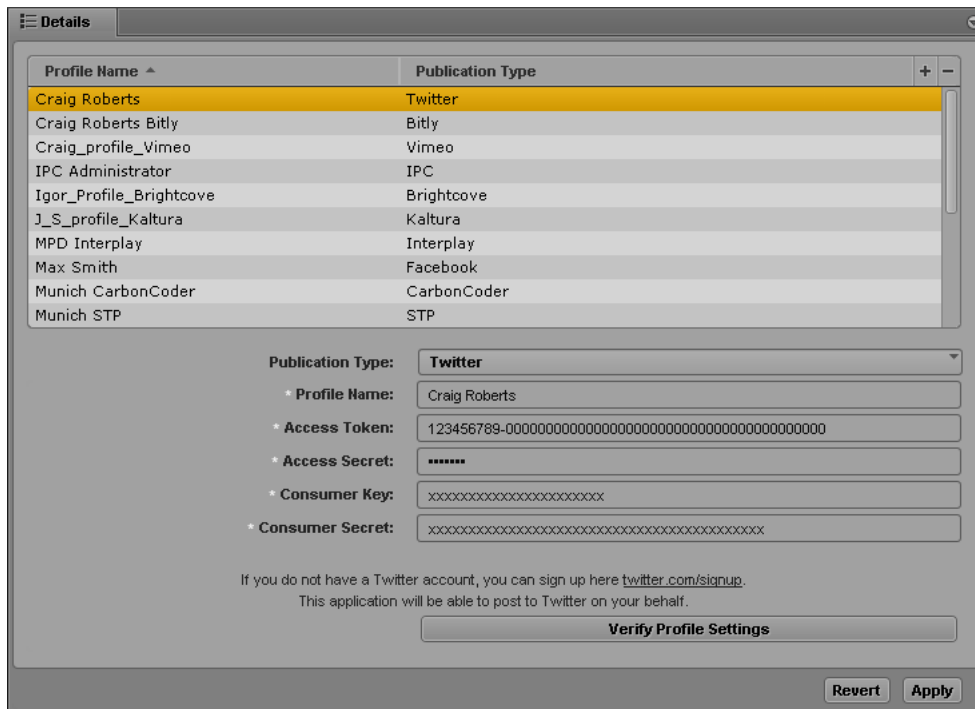 Details
Profile Name Publication Type + −
Craig Roberts Twitter
Craig Roberts Bitly Bitly
Craig_profile_Vimeo Vimeo
IPC Administrator IPC
Igor_Profile_Brightcove Brightcove
J_S_profile_Kaltura Kaltura
MPD Interplay Interplay
Max Smith Facebook
Munich CarbonCoder CarbonCoder
Munich STP STP
Publication Type: Twitter
* Profile Name: Craig Roberts
* Access Token: 123456789-0000000000000000000000000000000000000000
* Access Secret: •••••••
* Consumer Key: xxxxxxxxxxxxxxxxxxxxxx
* Consumer Secret: xxxxxxxxxxxxxxxxxxxxxxxxxxxxxxxxxxxxxxxxxx
If you do not have a Twitter account, you can sign up here twitter.com/signup.
This application will be able to post to Twitter on your behalf.
Verify Profile Settings
Revert Apply